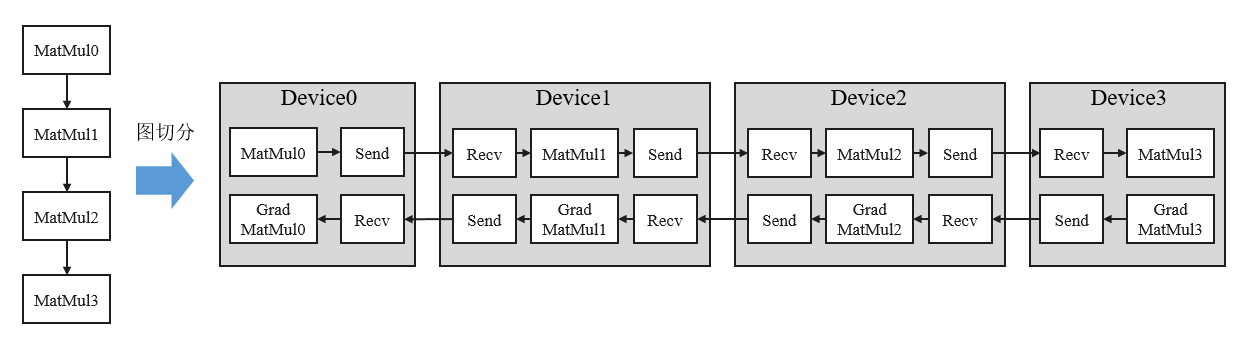 MatMul0
MatMul1
MatMul2
MatMul3
图切分
Device0
MatMul0
Send
Grad
MatMul0
Recv
Device1
Recv
MatMul1
Send
Send
Grad
MatMul1
Recv
Device2
Recv
MatMul2
Send
Send
Grad
MatMul2
Recv
Device3
Recv
MatMul3
Send
Grad
MatMul3